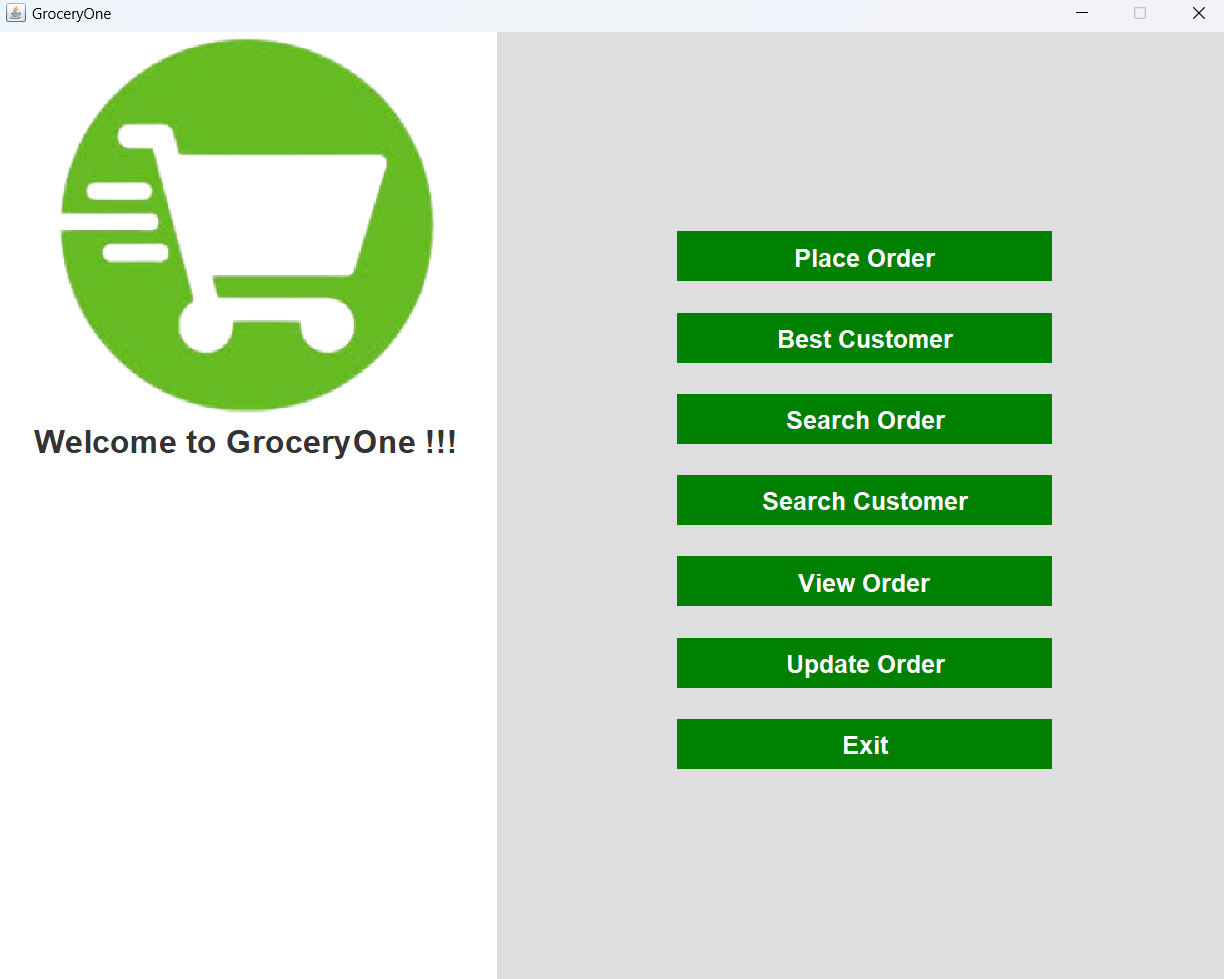 GroceryOne
Welcome to GroceryOne !!!
Place Order
Best Customer
Search Order
Search Customer
View Order
Update Order
Exit